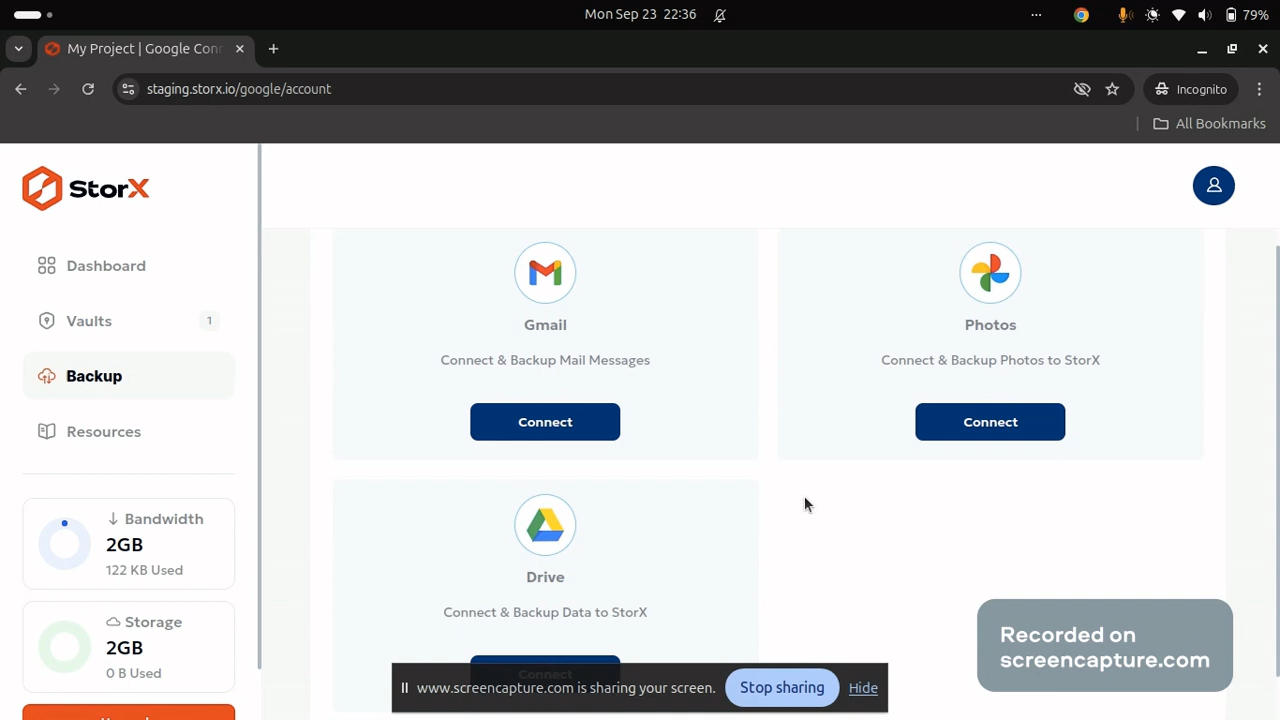 Mon Sep 23 22:36
79%
My Project | Google Conn
staging.storx.io/google/account
Incognito
All Bookmarks
StorX
Dashboard
Vaults 1
Backup
Resources
Bandwidth
2GB
122 KB Used
Storage
2GB
0 B Used
Gmail
Connect & Backup Mail Messages
Connect
Photos
Connect & Backup Photos to StorX
Connect
Drive
Connect & Backup Data to StorX
Connect
www.screencapture.com is sharing your screen.
Stop sharing
Hide
Recorded on
screencapture.com